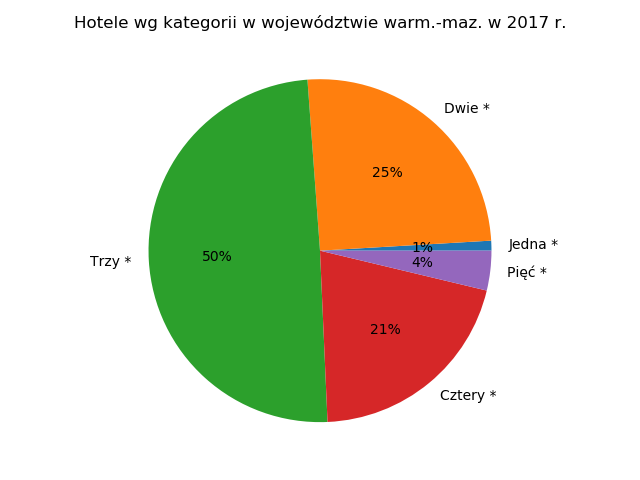 Hotele wg kategorii w województwie warm.-maz. w 2017 r.
Dwie *
25%
Jedna *
1%
Trzy *
50%
4%
Pięć *
21%
Cztery *